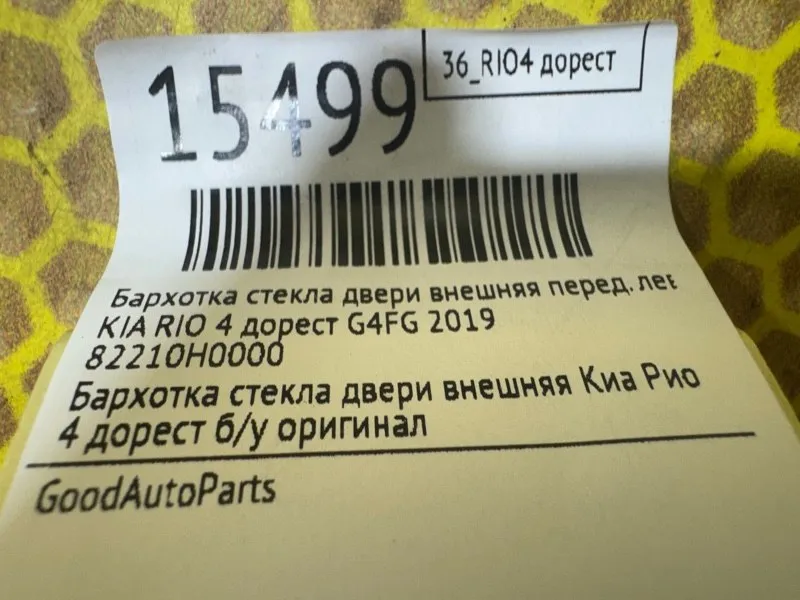 15499
36_RIO4 дорест
Бархотка стекла двери внешняя перед. лев
KIA RIO 4 дорест G4FG 2019
82210H0000
Бархотка стекла двери внешняя Киа Рио
4 дорест б/у оригинал
GoodAutoParts